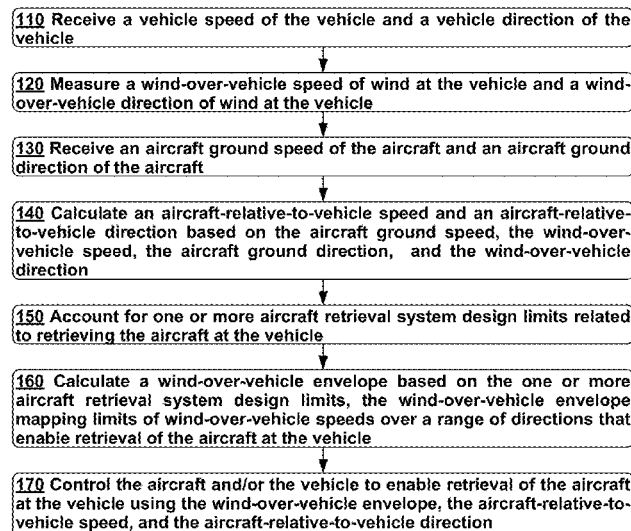 110 Receive a vehicle speed of the vehicle and a vehicle direction of the
vehicle
120 Measure a wind-over-vehicle speed of wind at the vehicle and a wind-
over-vehicle direction of wind at the vehicle
130 Receive an aircraft ground speed of the aircraft and an aircraft ground
direction of the aircraft
140 Calculate an aircraft-relative-to-vehicle speed and an aircraft-relative-
to-vehicle direction based on the aircraft ground speed, the wind-over-
vehicle speed, the aircraft ground direction, and the wind-over-vehicle
direction
150 Account for one or more aircraft retrieval system design limits related
to retrieving the aircraft at the vehicle
160 Calculate a wind-over-vehicle envelope based on the one or more
aircraft retrieval system design limits, the wind-over-vehicle envelope
mapping limits of wind-over-vehicle speeds over a range of directions that
enable retrieval of the aircraft at the vehicle
170 Control the aircraft and/or the vehicle to enable retrieval of the aircraft
at the vehicle using the wind-over-vehicle envelope, the aircraft-relative-to-
vehicle speed, and the aircraft-relative-to-vehicle direction